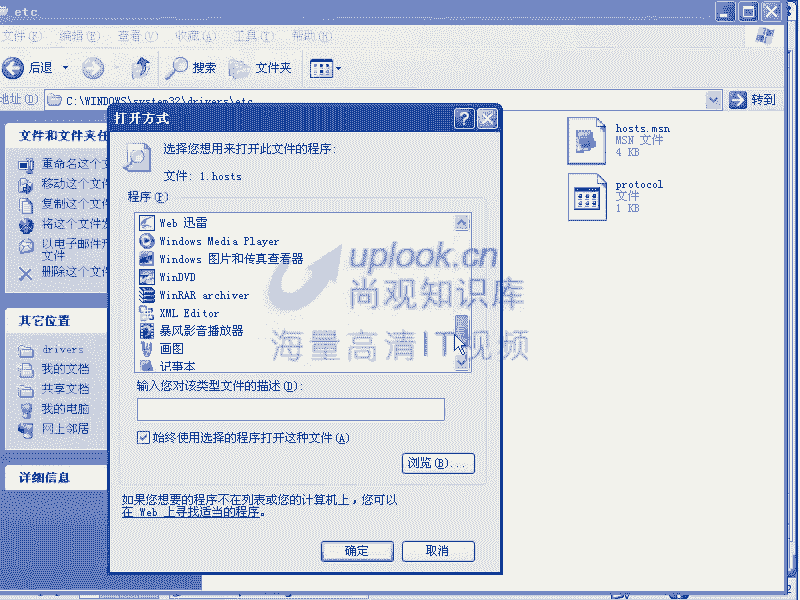 etc
文件(F) 编辑(E) 查看(V) 收藏(A) 工具(T) 帮助(H)
后退 搜索 文件夹
地址(D) C:\WINDOWS\system32\drivers\etc 转到
文件和文件夹任
重命名这个文
移动这个文件
复制这个文件
将这个文件发
以电子邮件形
文件
删除这个文件
其它位置
drivers
我的文档
共享文档
我的电脑
网上邻居
详细信息
hosts.msn
MSN 文件
4 KB
protocol
文件
1 KB
打开方式
选择您想用来打开此文件的程序:
文件: 1.hosts
程序(P)
Web 迅雷
Windows Media Player
Windows 图片和传真查看器
WinDVD
WinRAR archiver
XML Editor
暴风影音播放器
画图
记事本
输入您对该类型文件的描述(D):
始终使用选择的程序打开这种文件(A)
浏览(B)...
如果您想要的程序不在列表或您的计算机上，您可以
在 Web 上寻找适当的程序。
确定 取消
uplook.cn
尚观知识库
海量高清IT视频